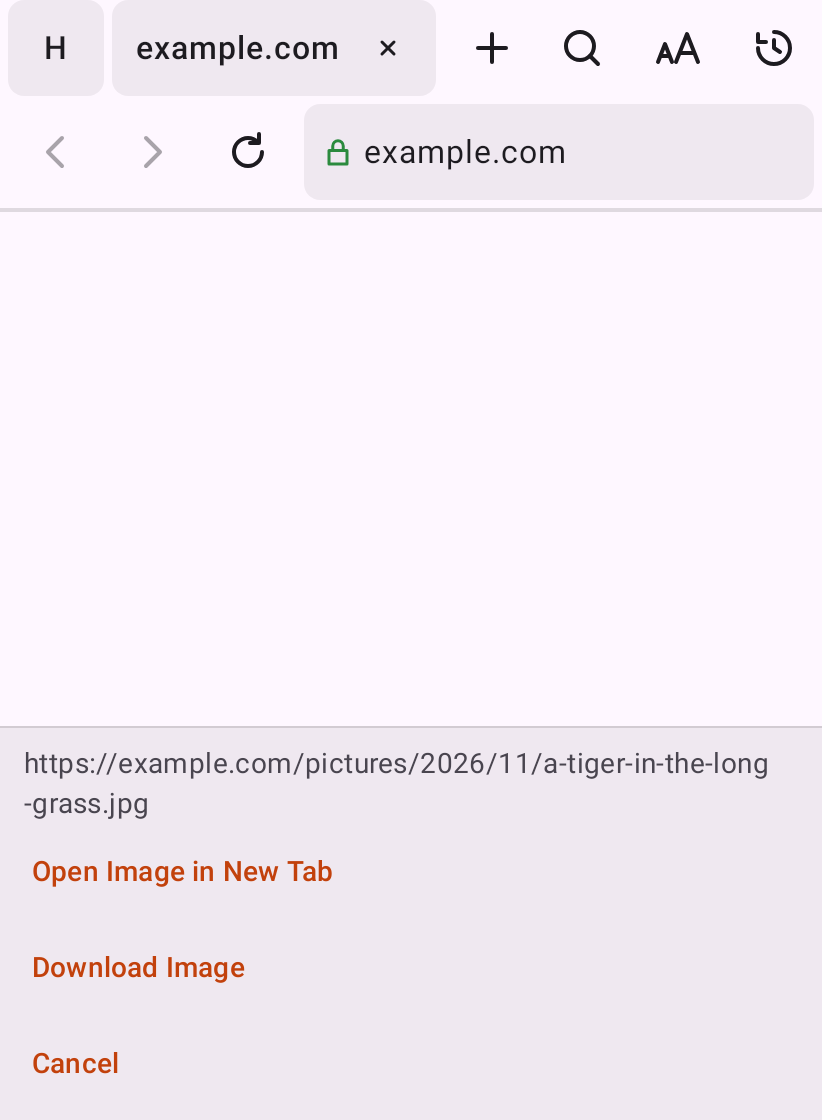 H
example.com
AA
example.com
https://example.com/pictures/2026/11/a-tiger-in-the-long
-grass.jpg
Open Image in New Tab
Download Image
Cancel